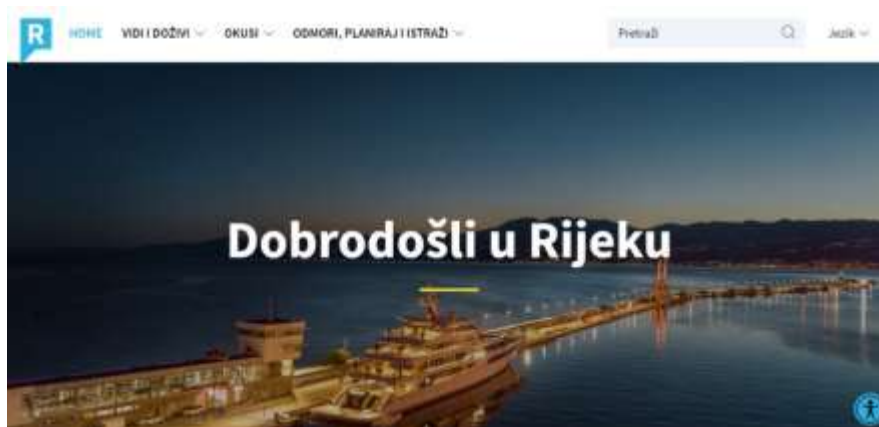 R
HOME VIDI I DOŽIVI OKUSI ODMORI, PLANIRAJ I ISTRAŽI Pretraži Jezik
Dobrodošli u Rijeku